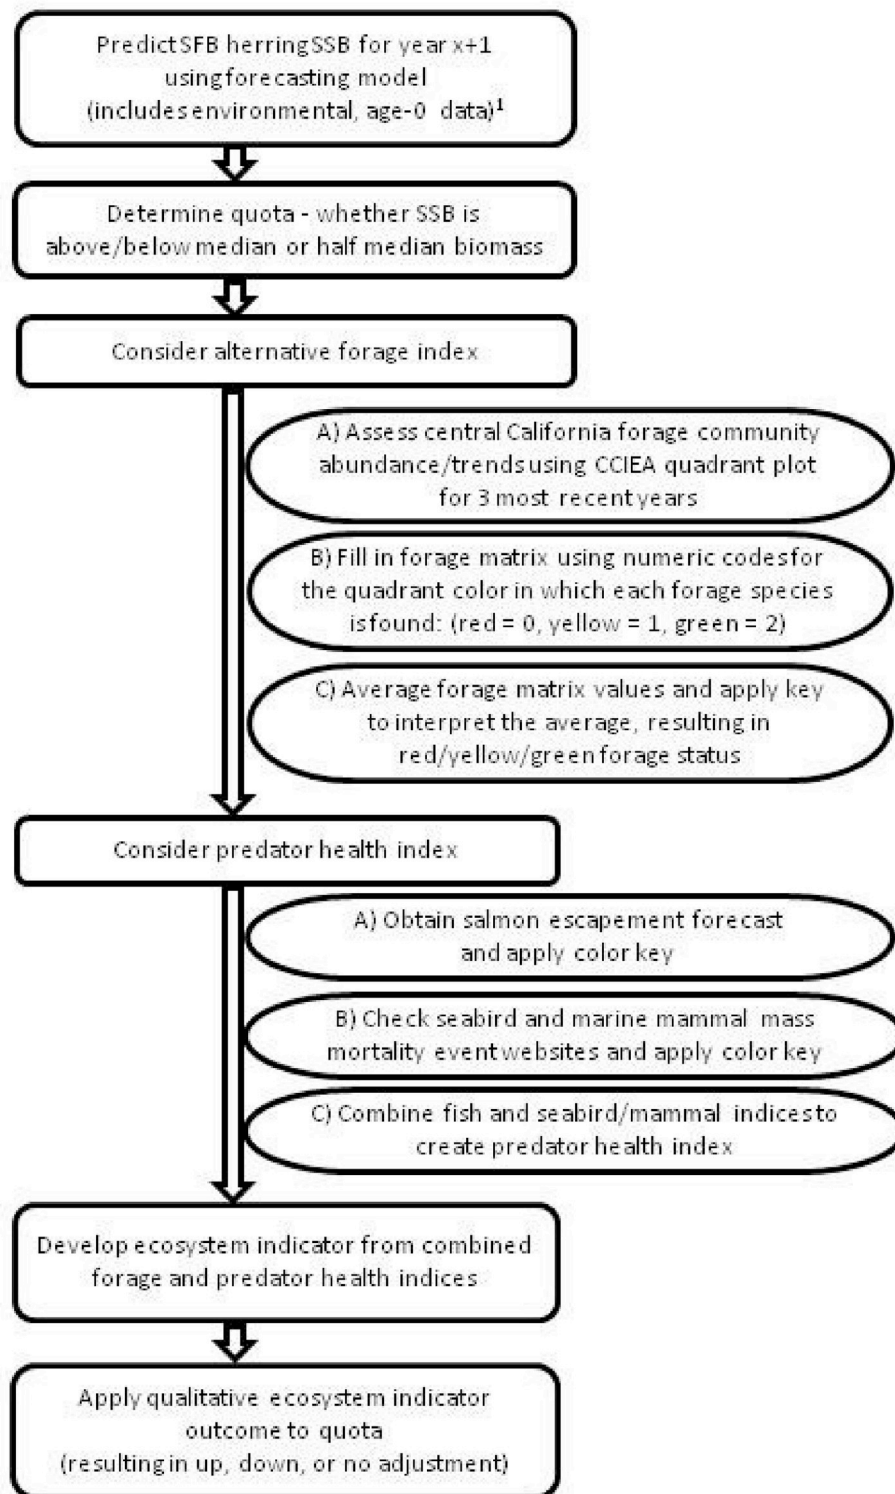 Predict SFB herring SSB for year x+1
using forecasting model
(includes environmental, age-0 data)¹
Determine quota - whether SSB is
above/below median or half median biomass
Consider alternative forage index
A) Assess central California forage community
abundance/trends using CCIEA quadrant plot
for 3 most recent years
B) Fill in forage matrix using numeric codes for
the quadrant color in which each forage species
is found: (red = 0, yellow = 1, green = 2)
C) Average forage matrix values and apply key
to interpret the average, resulting in
red/yellow/green forage status
Consider predator health index
A) Obtain salmon escapement forecast
and apply color key
B) Check seabird and marine mammal mass
mortality event websites and apply color key
C) Combine fish and seabird/mammal indices to
create predator health index
Develop ecosystem indicator from combined
forage and predator health indices
Apply qualitative ecosystem indicator
outcome to quota
(resulting in up, down, or no adjustment)